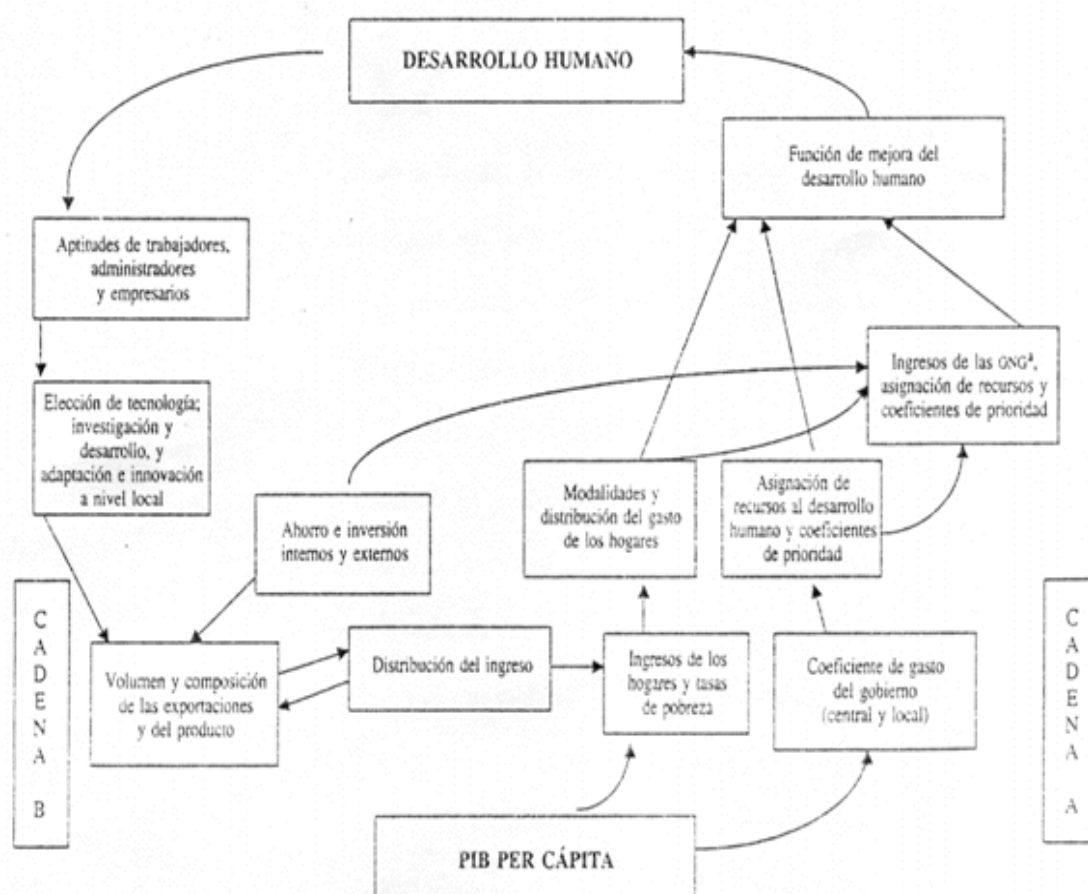 DESARROLLO HUMANO
Función de mejora del
desarrollo humano
Aptitudes de trabajadores,
administradores
y empresarios
Ingresos de las ONGª,
asignación de recursos y
coeficientes de prioridad
Elección de tecnología;
investigación y
desarrollo, y
adaptación e innovación
a nivel local
Ahorro e inversión
internos y externos
Modalidades y
distribución del gasto
de los hogares
Asignación de
recursos al desarrollo
humano y coeficientes
de prioridad
CADENA B
Volumen y composición
de las exportaciones
y del producto
Distribución del ingreso
Ingresos de los
hogares y tasas
de pobreza
Coeficiente de gasto
del gobierno
(central y local)
CADENA A
PIB PER CÁPITA